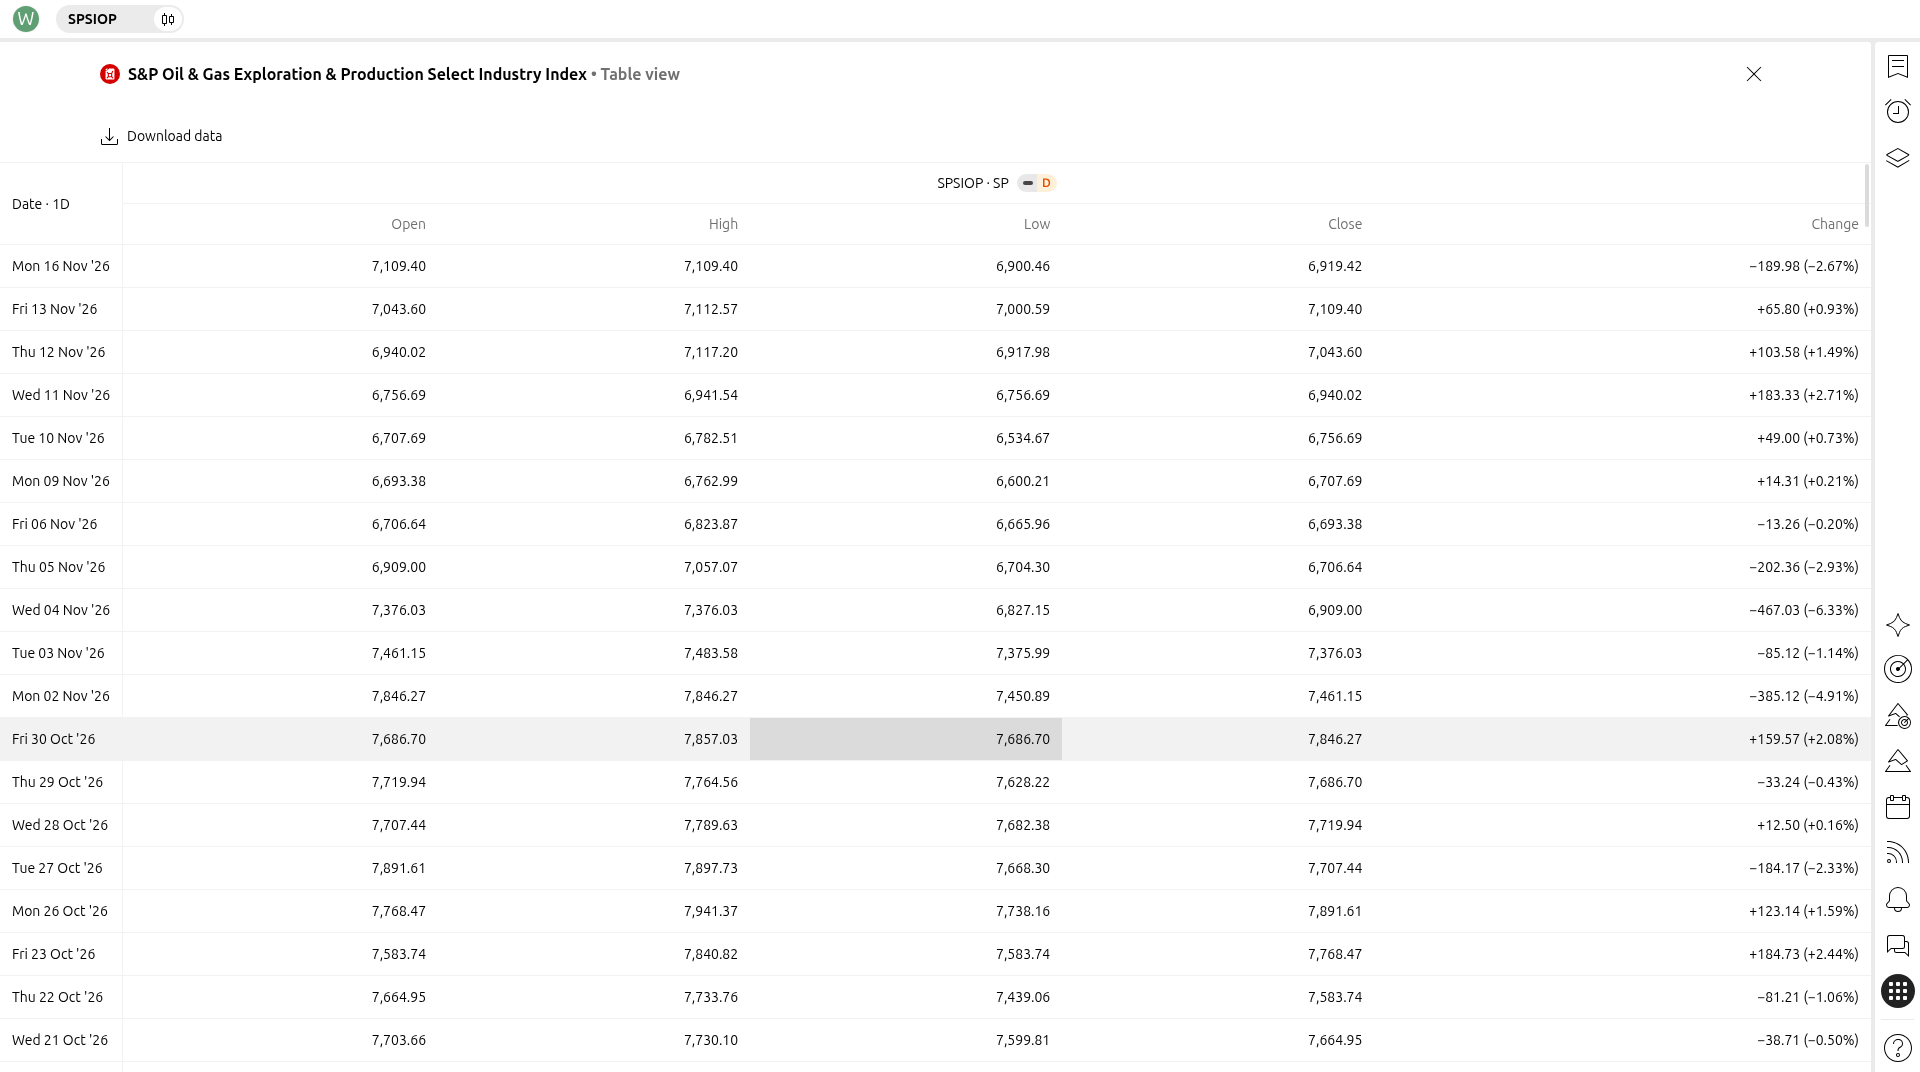 W SPSIOP
S&P Oil & Gas Exploration & Production Select Industry Index • Table view
Download data
Date · 1D SPSIOP · SP D
Open High Low Close Change
Mon 16 Nov '26 7,109.40 7,109.40 6,900.46 6,919.42 −189.98 (−2.67%)
Fri 13 Nov '26 7,043.60 7,112.57 7,000.59 7,109.40 +65.80 (+0.93%)
Thu 12 Nov '26 6,940.02 7,117.20 6,917.98 7,043.60 +103.58 (+1.49%)
Wed 11 Nov '26 6,756.69 6,941.54 6,756.69 6,940.02 +183.33 (+2.71%)
Tue 10 Nov '26 6,707.69 6,782.51 6,534.67 6,756.69 +49.00 (+0.73%)
Mon 09 Nov '26 6,693.38 6,762.99 6,600.21 6,707.69 +14.31 (+0.21%)
Fri 06 Nov '26 6,706.64 6,823.87 6,665.96 6,693.38 −13.26 (−0.20%)
Thu 05 Nov '26 6,909.00 7,057.07 6,704.30 6,706.64 −202.36 (−2.93%)
Wed 04 Nov '26 7,376.03 7,376.03 6,827.15 6,909.00 −467.03 (−6.33%)
Tue 03 Nov '26 7,461.15 7,483.58 7,375.99 7,376.03 −85.12 (−1.14%)
Mon 02 Nov '26 7,846.27 7,846.27 7,450.89 7,461.15 −385.12 (−4.91%)
Fri 30 Oct '26 7,686.70 7,857.03 7,686.70 7,846.27 +159.57 (+2.08%)
Thu 29 Oct '26 7,719.94 7,764.56 7,628.22 7,686.70 −33.24 (−0.43%)
Wed 28 Oct '26 7,707.44 7,789.63 7,682.38 7,719.94 +12.50 (+0.16%)
Tue 27 Oct '26 7,891.61 7,897.73 7,668.30 7,707.44 −184.17 (−2.33%)
Mon 26 Oct '26 7,768.47 7,941.37 7,738.16 7,891.61 +123.14 (+1.59%)
Fri 23 Oct '26 7,583.74 7,840.82 7,583.74 7,768.47 +184.73 (+2.44%)
Thu 22 Oct '26 7,664.95 7,733.76 7,439.06 7,583.74 −81.21 (−1.06%)
Wed 21 Oct '26 7,703.66 7,730.10 7,599.81 7,664.95 −38.71 (−0.50%)